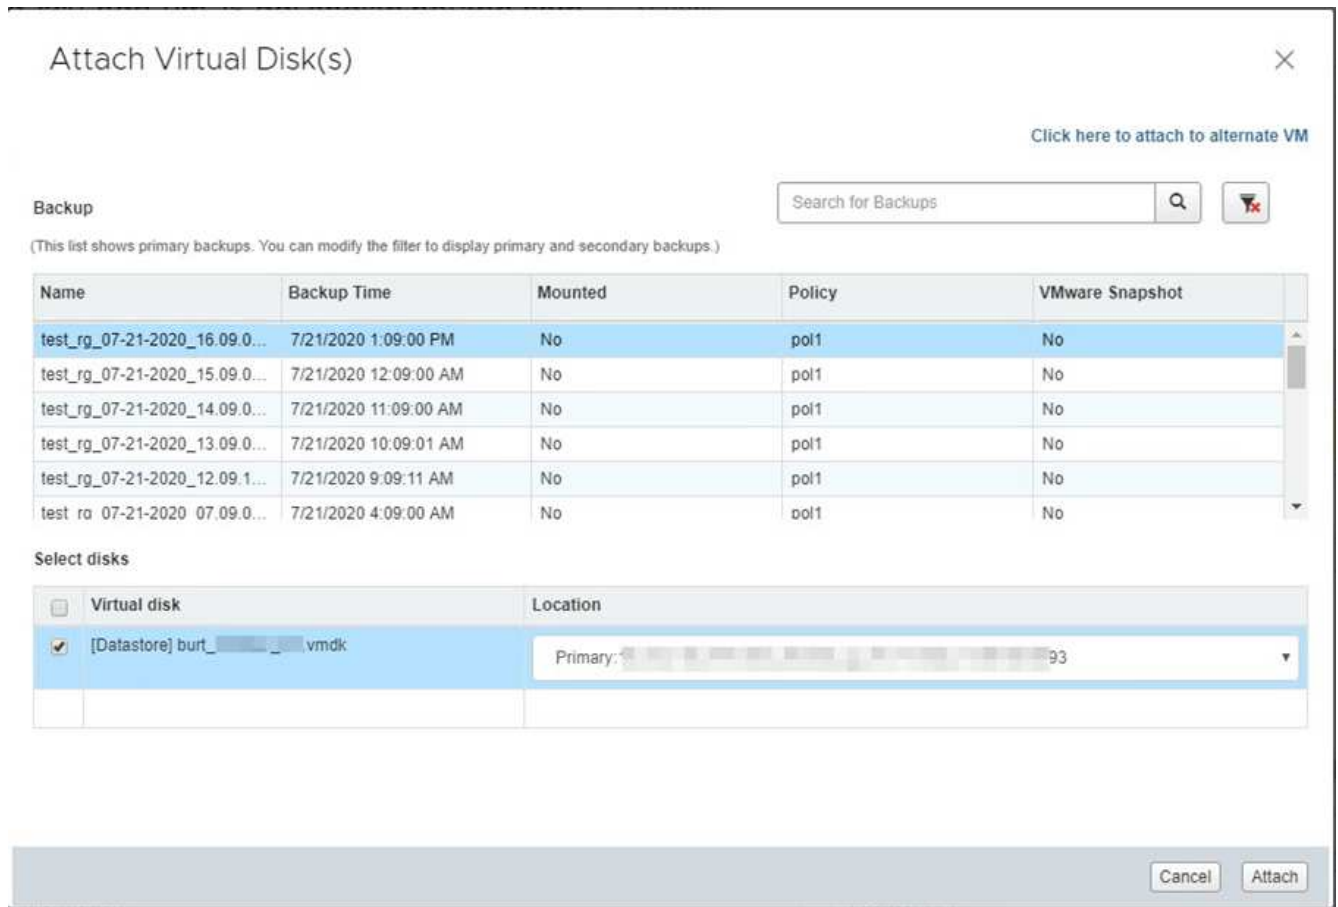 Attach Virtual Disk(s)
Click here to attach to alternate VM
Backup
Search for Backups
(This list shows primary backups. You can modify the filter to display primary and secondary backups.)
Name Backup Time Mounted Policy VMware Snapshot
test_rg_07-21-2020_16.09.0... 7/21/2020 1:09:00 PM No pol1 No
test_rg_07-21-2020_15.09.0... 7/21/2020 12:09:00 AM No pol1 No
test_rg_07-21-2020_14.09.0... 7/21/2020 11:09:00 AM No pol1 No
test_rg_07-21-2020_13.09.0... 7/21/2020 10:09:01 AM No pol1 No
test_rg_07-21-2020_12.09.1... 7/21/2020 9:09:11 AM No pol1 No
test_rg_07-21-2020_07.09.0... 7/21/2020 4:09:00 AM No pol1 No
Select disks
Virtual disk Location
[Datastore] burt_ _ .vmdk Primary: 93
Cancel Attach